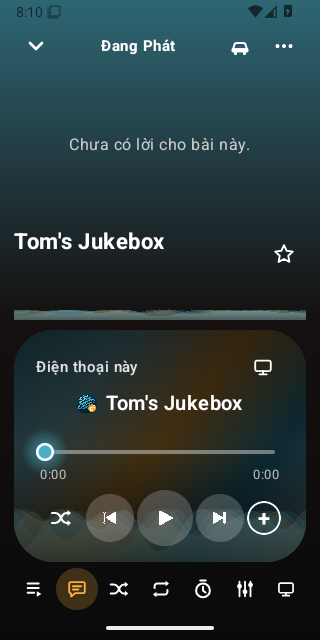 8:10
Đang Phát
Chưa có lời cho bài này.
Tom's Jukebox
Điện thoại này
Tom's Jukebox
0:00
0:00